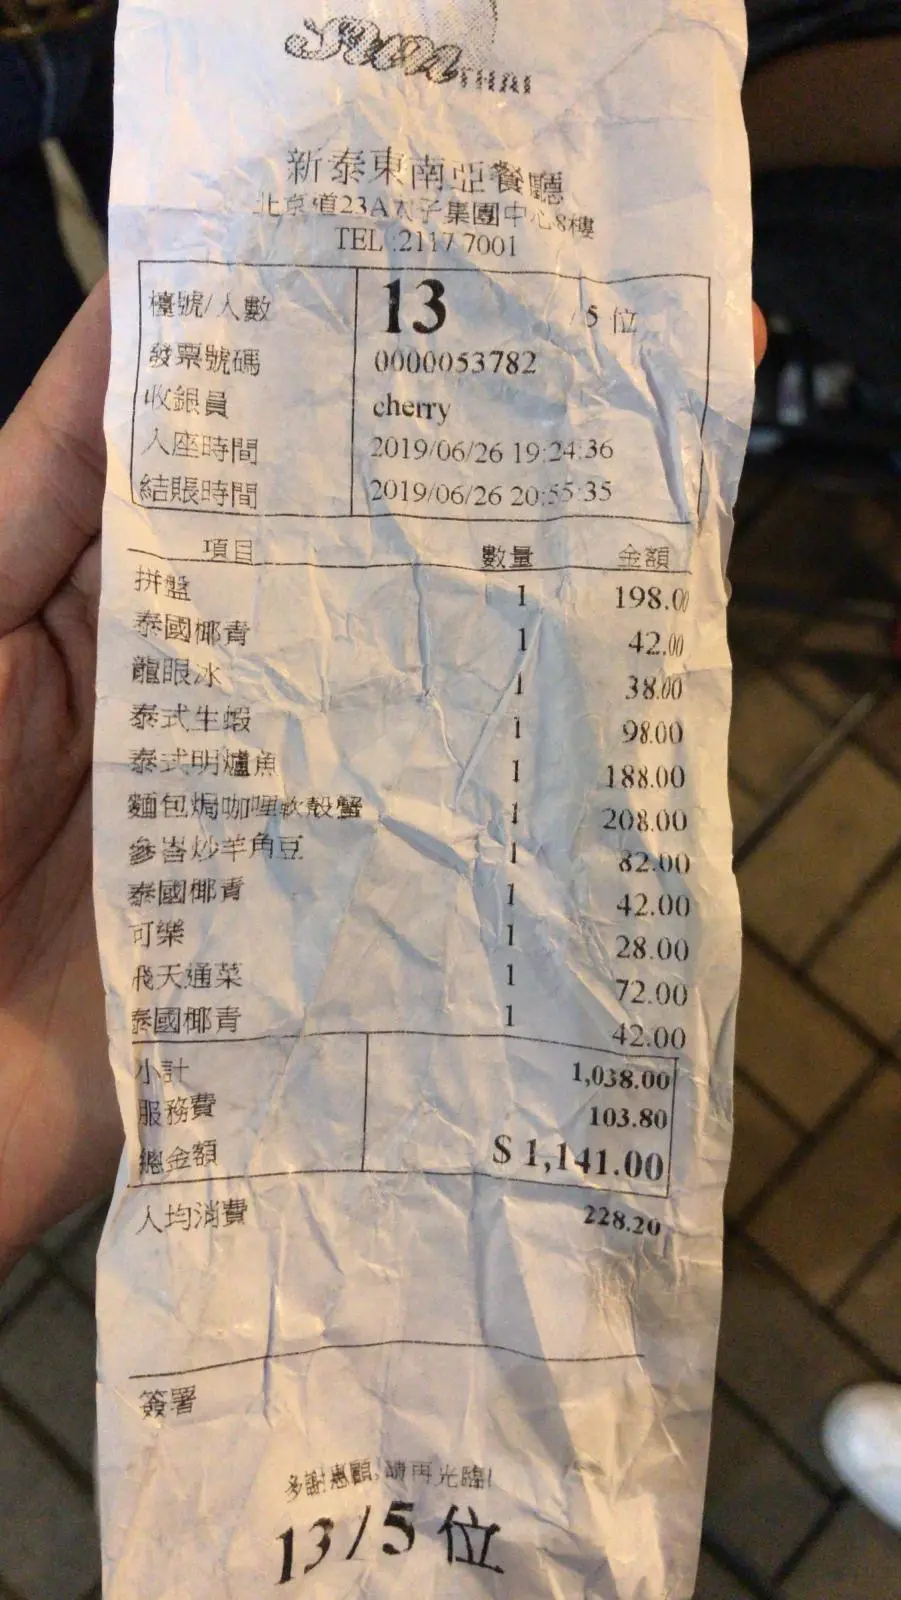 Sun THAI
新泰東南亞餐廳
北京道23A太子集團中心8樓
TEL :2117 7001
檯號/人數 13 /5 位
發票號碼 0000053782
收銀員 cherry
入座時間 2019/06/26 19:24:36
結賬時間 2019/06/26 20:55:35
項目 數量 金額
拼盤 1 198.00
泰國椰青 1 42.00
龍眼冰 1 38.00
泰式生蝦 1 98.00
泰式明爐魚 1 188.00
麵包焗咖喱軟殼蟹 1 208.00
參峇炒羊角豆 1 82.00
泰國椰青 1 42.00
可樂 1 28.00
飛天通菜 1 72.00
泰國椰青 1 42.00
小計 1,038.00
服務費 103.80
總金額 $ 1,141.00
人均消費 228.20
簽署
多謝惠顧,請再光臨!
13/5 位